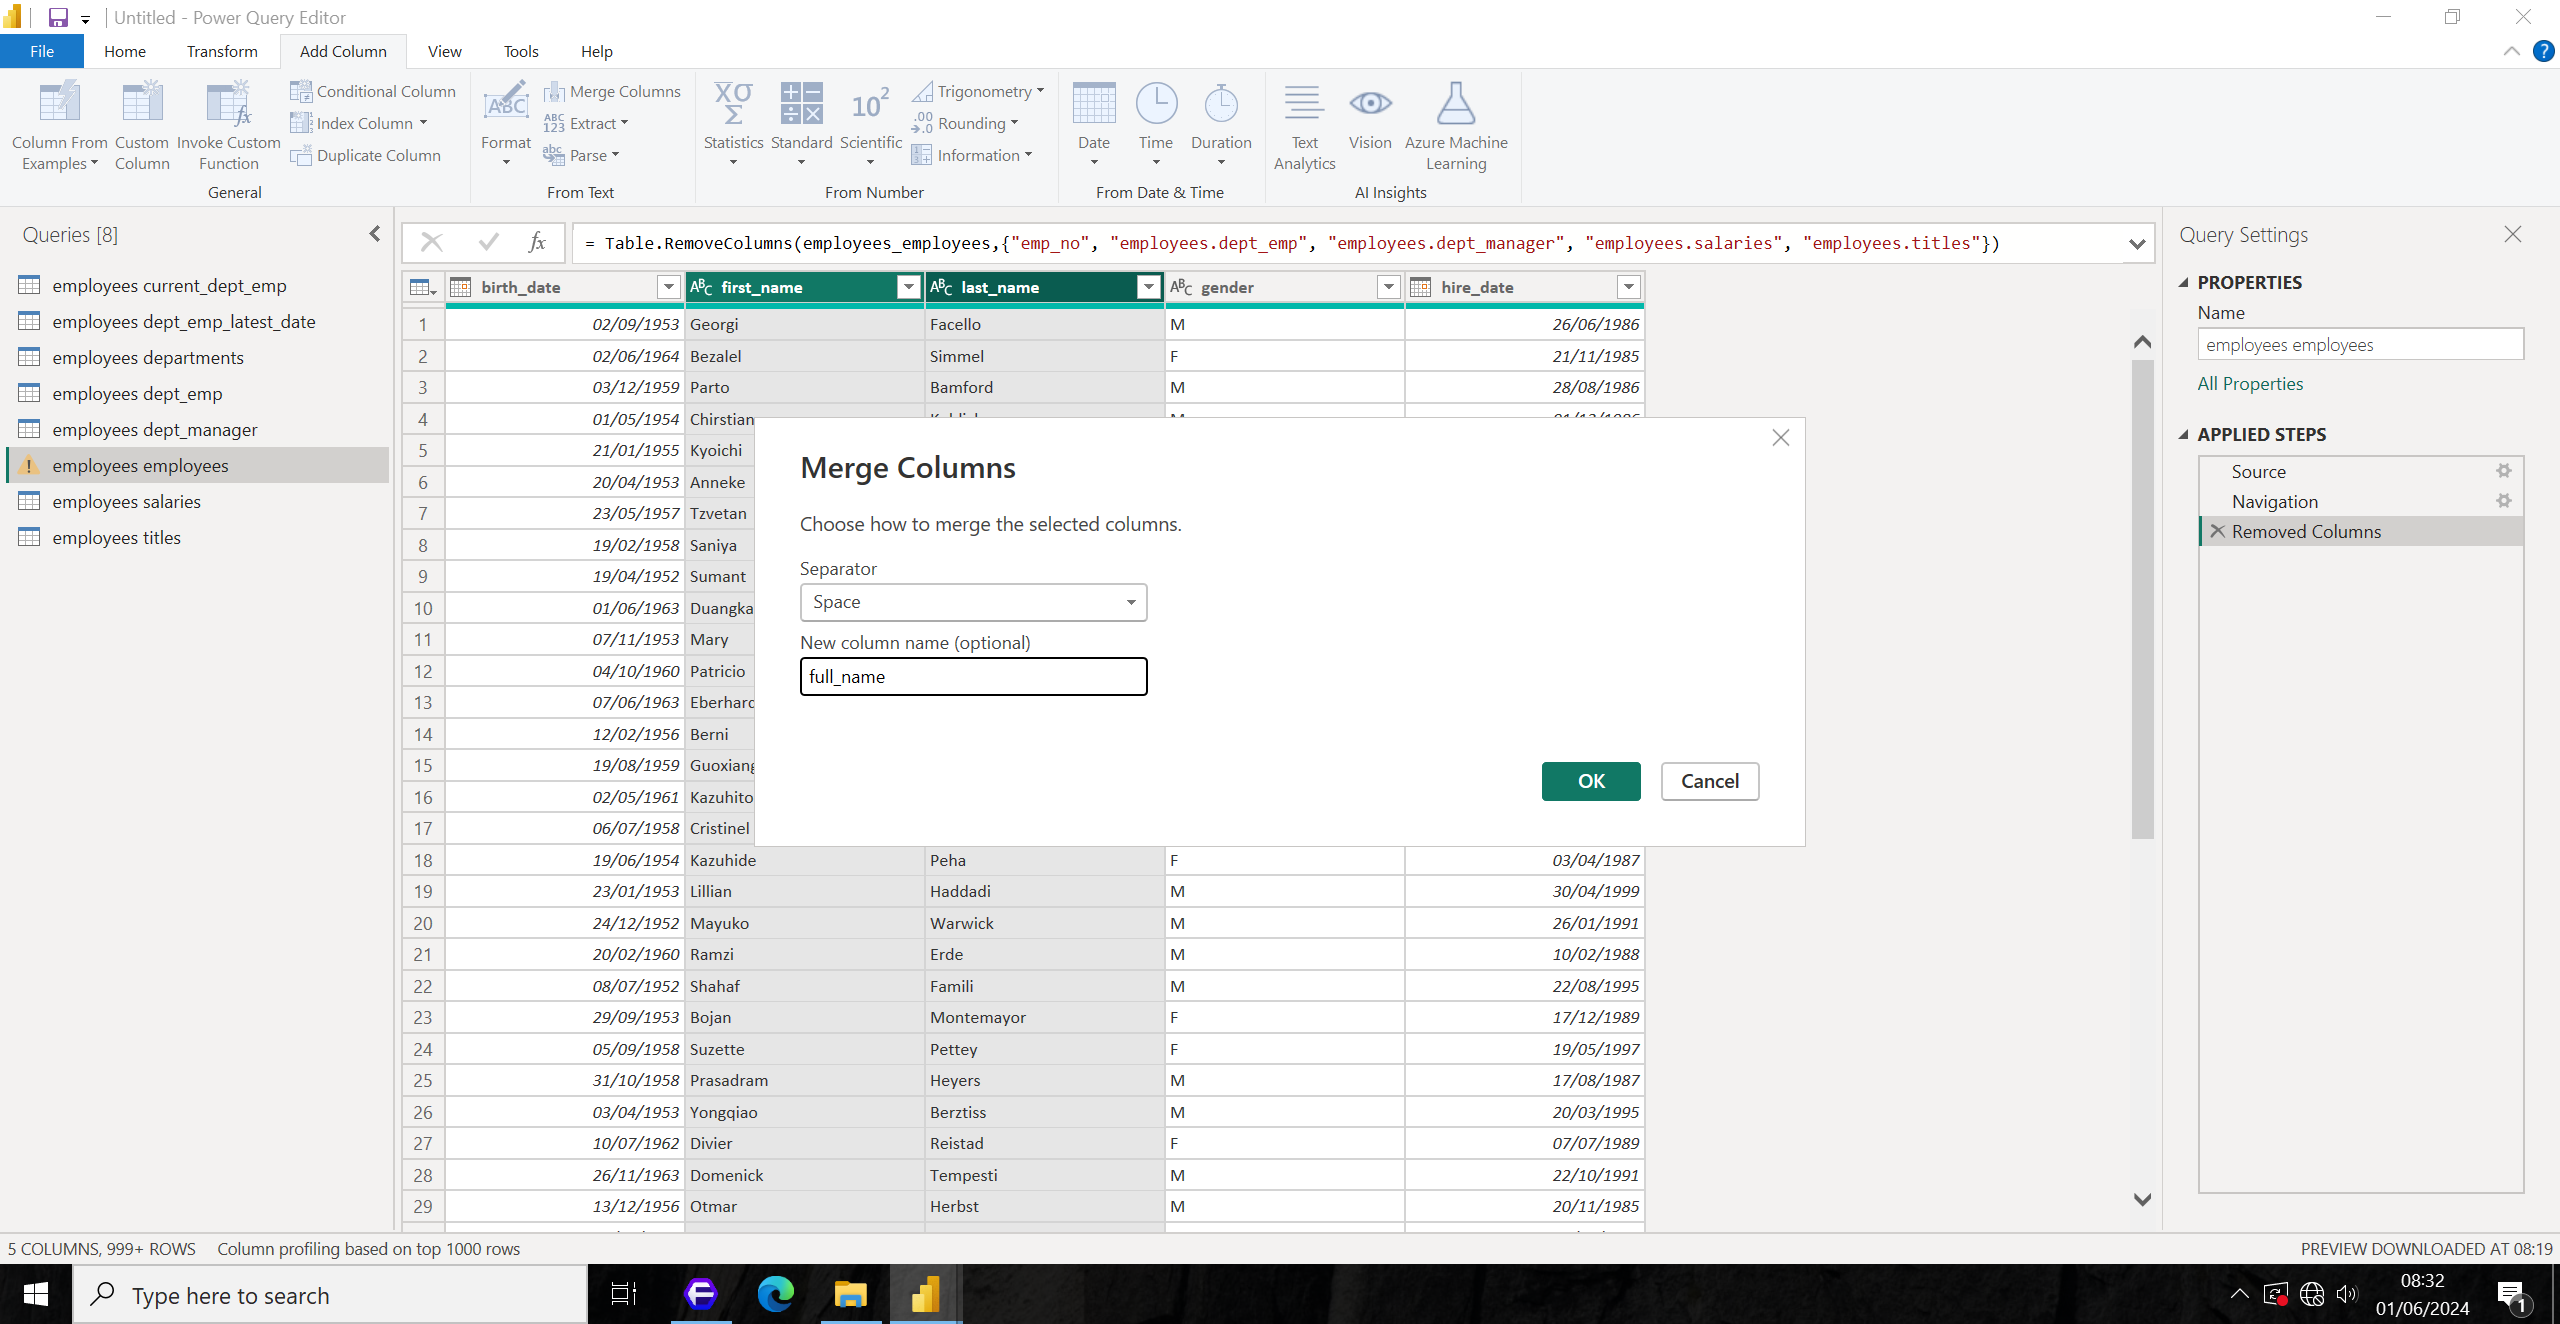 Untitled - Power Query Editor
File Home Transform Add Column View Tools Help
Column From Examples
Custom Column
Invoke Custom Function
Conditional Column
Index Column
Duplicate Column
General
Format
Merge Columns
Extract
Parse
From Text
Statistics
Standard
Scientific
Trigonometry
Rounding
Information
From Number
Date
Time
Duration
From Date & Time
Text Analytics
Vision
Azure Machine Learning
AI Insights
Queries [8]
employees current_dept_emp
employees dept_emp_latest_date
employees departments
employees dept_emp
employees dept_manager
employees employees
employees salaries
employees titles
= Table.RemoveColumns(employees_employees,{"emp_no", "employees.dept_emp", "employees.dept_manager", "employees.salaries", "employees.titles"})
birth_date first_name last_name gender hire_date
1 02/09/1953 Georgi Facello M 26/06/1986
2 02/06/1964 Bezalel Simmel F 21/11/1985
3 03/12/1959 Parto Bamford M 28/08/1986
4 01/05/1954 Chirstian
5 21/01/1955 Kyoichi
6 20/04/1953 Anneke
7 23/05/1957 Tzvetan
8 19/02/1958 Saniya
9 19/04/1952 Sumant
10 01/06/1963 Duangka
11 07/11/1953 Mary
12 04/10/1960 Patricio
13 07/06/1963 Eberhard
14 12/02/1956 Berni
15 19/08/1959 Guoxiang
16 02/05/1961 Kazuhito
17 06/07/1958 Cristinel
18 19/06/1954 Kazuhide Peha F 03/04/1987
19 23/01/1953 Lillian Haddadi M 30/04/1999
20 24/12/1952 Mayuko Warwick M 26/01/1991
21 20/02/1960 Ramzi Erde M 10/02/1988
22 08/07/1952 Shahaf Famili M 22/08/1995
23 29/09/1953 Bojan Montemayor F 17/12/1989
24 05/09/1958 Suzette Pettey F 19/05/1997
25 31/10/1958 Prasadram Heyers M 17/08/1987
26 03/04/1953 Yongqiao Berztiss M 20/03/1995
27 10/07/1962 Divier Reistad F 07/07/1989
28 26/11/1963 Domenick Tempesti M 22/10/1991
29 13/12/1956 Otmar Herbst M 20/11/1985
Merge Columns
Choose how to merge the selected columns.
Separator
Space
New column name (optional)
full_name
OK Cancel
Query Settings
PROPERTIES
Name
employees employees
All Properties
APPLIED STEPS
Source
Navigation
Removed Columns
5 COLUMNS, 999+ ROWS Column profiling based on top 1000 rows
PREVIEW DOWNLOADED AT 08:19
Type here to search
08:32
01/06/2024
1